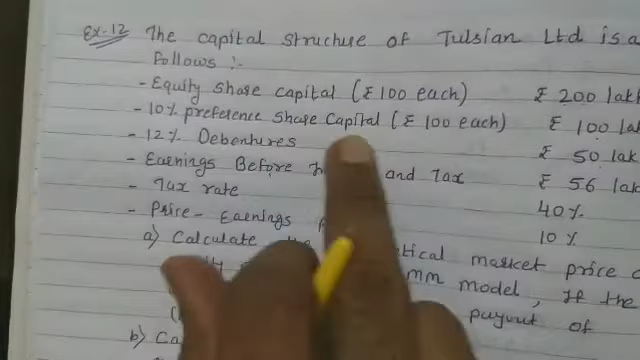 Ex-12 The capital structure of Tulsian Ltd is a
follows :-
- Equity share capital (₹ 100 each) ₹ 200 lakh
- 10% preference share capital (₹ 100 each) ₹ 100 lak
- 12% Debentures ₹ 50 lak
- Earnings Before and Tax ₹ 56 lak
- Tax rate 40%
- Price - Earnings 10%
a) Calculate market price
MM model, If the
payout of
b)